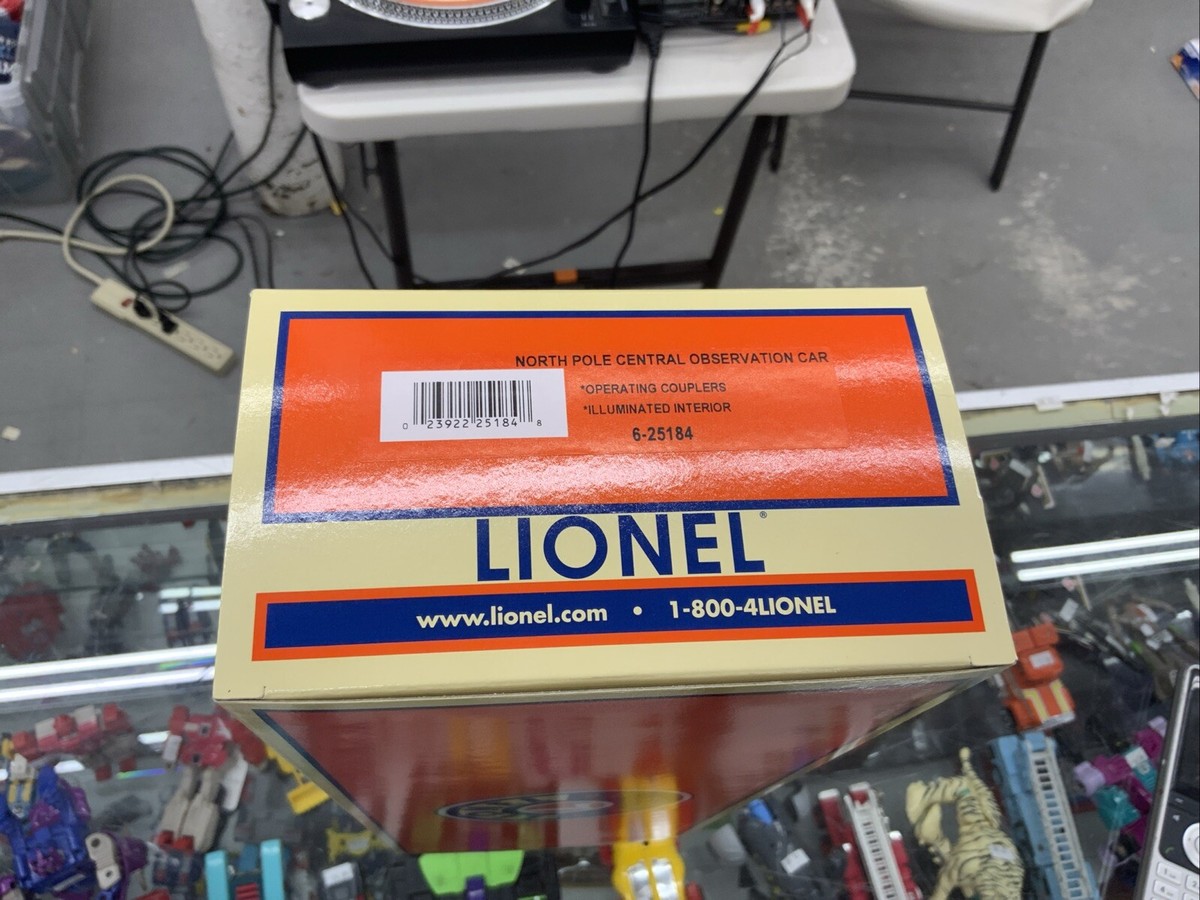 NORTH POLE CENTRAL OBSERVATION CAR
*OPERATING COUPLERS
*ILLUMINATED INTERIOR
6-25184
0 23922 25184 8
LIONEL®
www.lionel.com • 1-800-4LIONEL